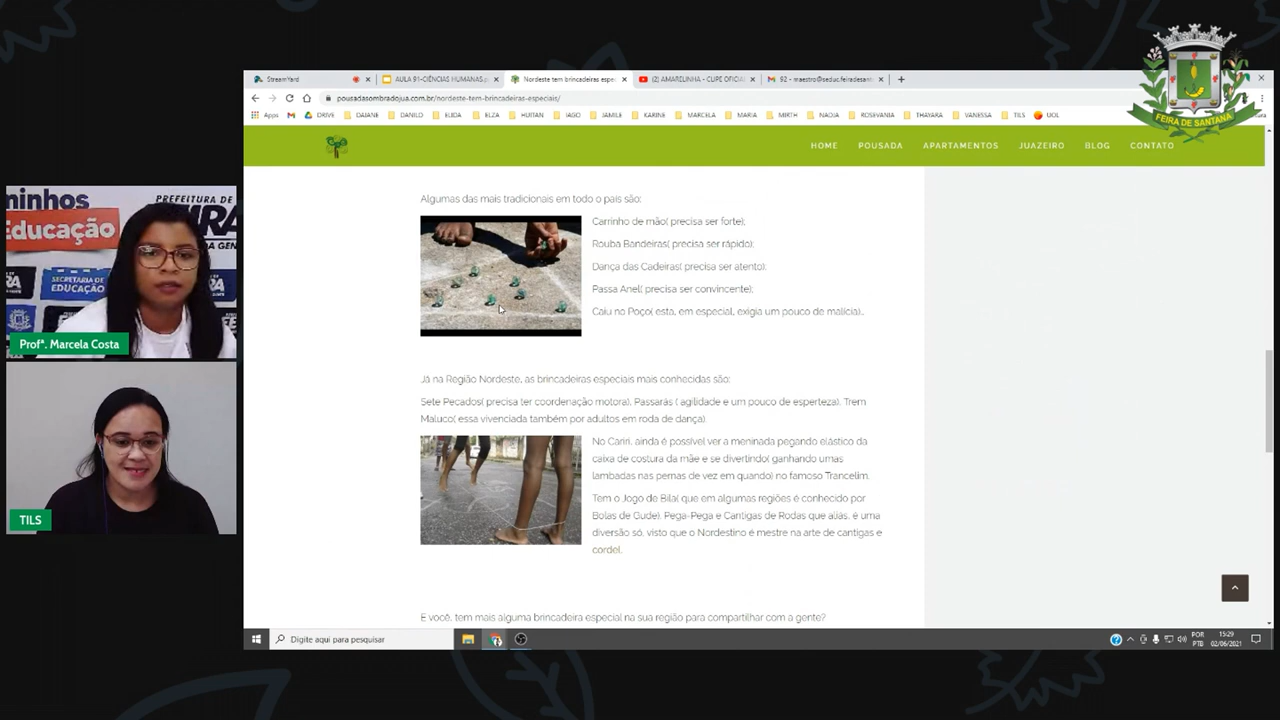 FEIRA DE SANTANA
StreamYard
AULA 91-CIÊNCIAS HUMANAS.p
Nordeste tem brincadeiras espe
(2) AMARELINHA - CLIPE OFICIAL
92 - maestro@seduc.feiradesant
pousadasombradojua.com.br/nordeste-tem-brincadeiras-especiais/
Apps DRIVE DAIANE DANILO ELIDA ELZA HUITAN IAGO JAMILE KARINE MARCELA MARIA MIRTH NADJA ROSEVANIA THAYARA VANESSA TILS UOL
HOME POUSADA APARTAMENTOS JUAZEIRO BLOG CONTATO
Algumas das mais tradicionais em todo o país são:
Carrinho de mão( precisa ser forte);
Rouba Bandeiras( precisa ser rápido);
Dança das Cadeiras( precisa ser atento);
Passa Anel( precisa ser convincente);
Caiu no Poço( esta, em especial, exigia um pouco de malícia)..
Já na Região Nordeste, as brincadeiras especiais mais conhecidas são:
Sete Pecados( precisa ter coordenação motora), Passarás ( agilidade e um pouco de esperteza), Trem
Maluco( essa vivenciada também por adultos em roda de dança)
No Cariri, ainda é possível ver a meninada pegando elástico da
caixa de costura da mãe e se divertindo( ganhando umas
lambadas nas pernas de vez em quando) no famoso Trancelim.
Tem o Jogo de Bila( que em algumas regiões é conhecido por
Bolas de Gude), Pega-Pega e Cantigas de Rodas que aliás, é uma
diversão só, visto que o Nordestino é mestre na arte de cantigas e
cordel.
E você, tem mais alguma brincadeira especial na sua região para compartilhar com a gente?
minhos
Educação
PREFEITURA DE
SECRETARIA DE
EDUCAÇÃO
Profª. Marcela Costa
TILS
Digite aqui para pesquisar
POR
PTB
15:29
02/06/2021